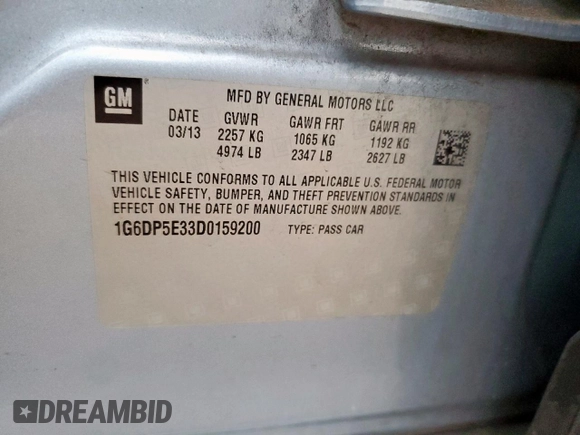 GM
MFD BY GENERAL MOTORS LLC
DATE GVWR GAWR FRT GAWR RR
03/13 2257 KG 1065 KG 1192 KG
4974 LB 2347 LB 2627 LB
THIS VEHICLE CONFORMS TO ALL APPLICABLE U.S. FEDERAL MOTOR
VEHICLE SAFETY, BUMPER, AND THEFT PREVENTION STANDARDS IN
EFFECT ON THE DATE OF MANUFACTURE SHOWN ABOVE.
1G6DP5E33D0159200 TYPE: PASS CAR
DREAMBID